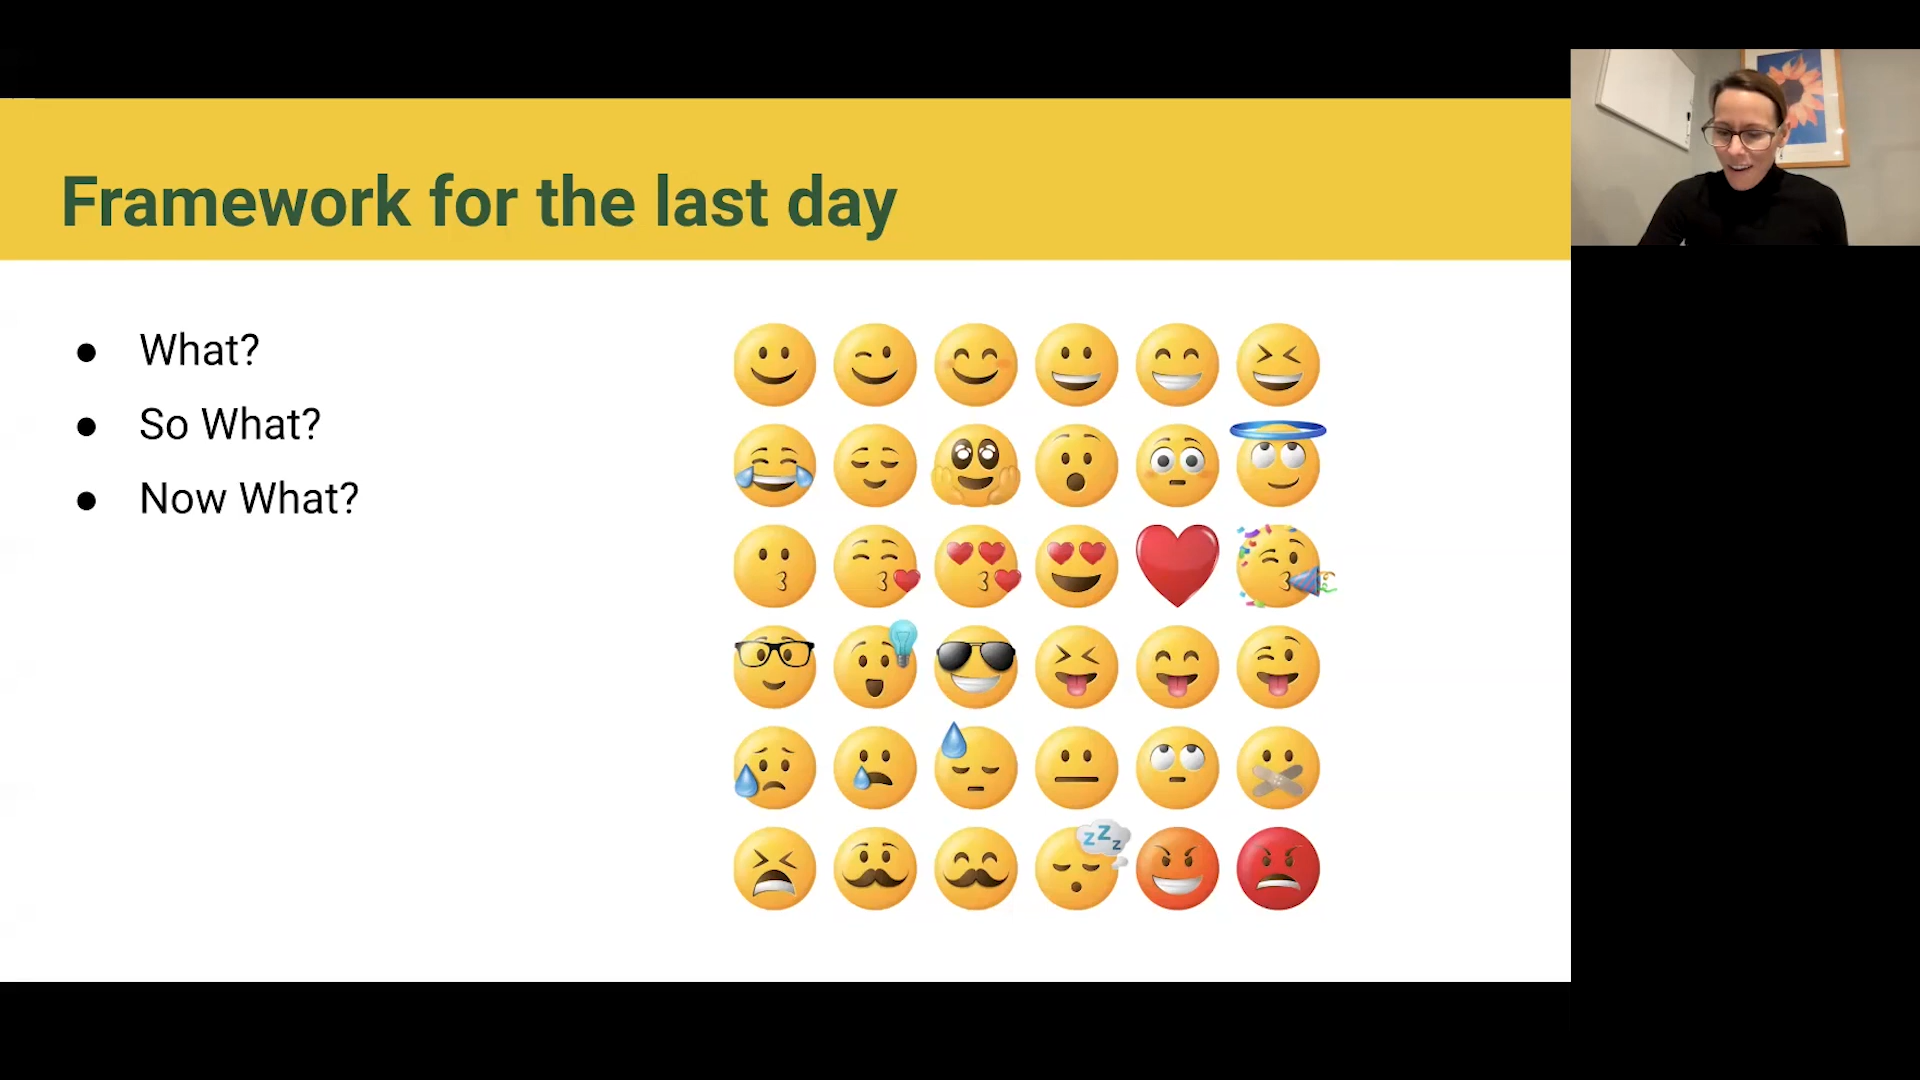 Framework for the last day
● What?
● So What?
● Now What?
z Z z